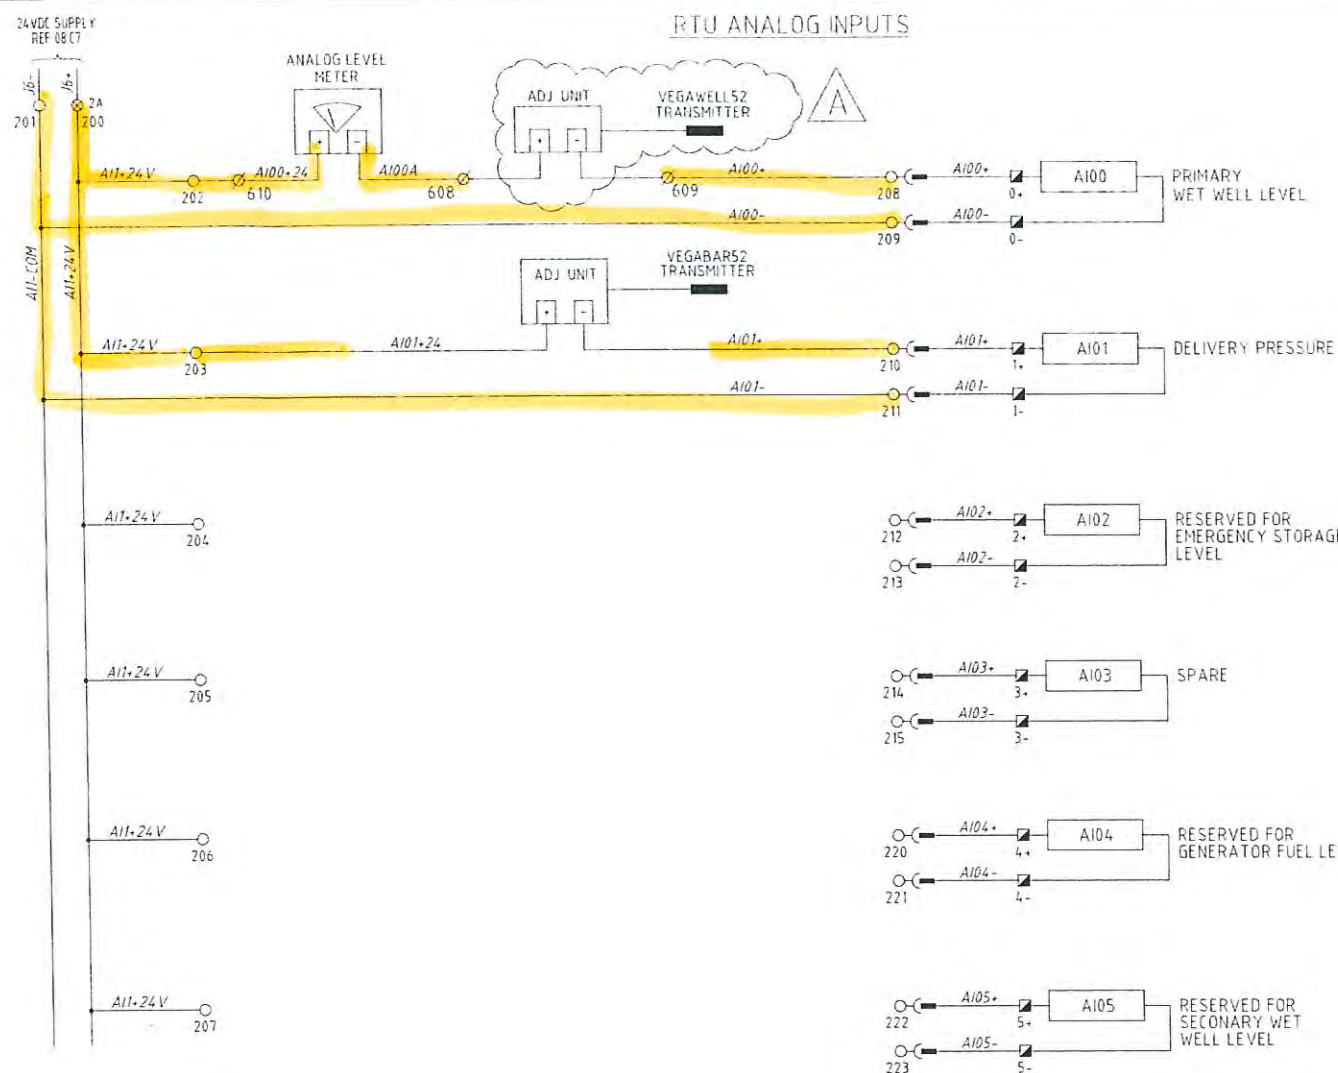 RTU ANALOG INPUTS
24VDC SUPPLY
REF 08C7
J6-
J6+
2A
201
200
ANALOG LEVEL
METER
+ -
ADJ UNIT
+ -
VEGAWELL52
TRANSMITTER
A
AI1+24V
202
AI00+24
610
AI00A
608
609
AI00+
208
AI00+
0+
AI00
PRIMARY
WET WELL LEVEL
AI00-
209
AI00-
0-
AI1-COM
AI1+24V
ADJ UNIT
+ -
VEGABAR52
TRANSMITTER
AI1+24V
203
AI01+24
AI01+
210
AI01+
1+
AI01
DELIVERY PRESSURE
AI01-
211
AI01-
1-
AI1+24V
204
212
AI02+
2+
AI02
RESERVED FOR
EMERGENCY STORAGE
LEVEL
213
AI02-
2-
AI1+24V
205
214
AI03+
3+
AI03
SPARE
215
AI03-
3-
AI1+24V
206
220
AI04+
4+
AI04
RESERVED FOR
GENERATOR FUEL LE
221
AI04-
4-
AI1+24V
207
222
AI05+
5+
AI05
RESERVED FOR
SECONARY WET
WELL LEVEL
223
AI05-
5-